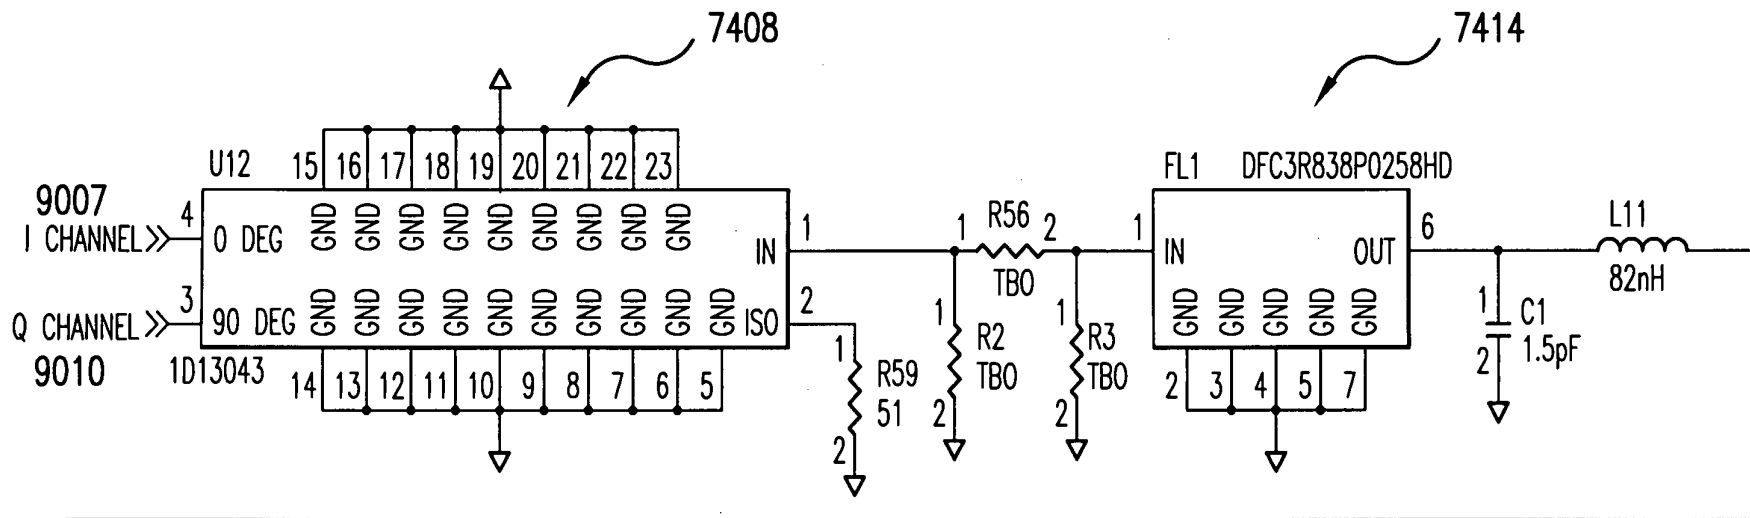 7408
7414
U12
15 16 17 18 19 20 21 22 23
FL1 DFC3R838P0258HD
9007
I CHANNEL
4
0 DEG
GND GND GND GND GND GND GND GND GND
IN
1
1 R56 2
TBO
1
IN
OUT
6
L11
82nH
Q CHANNEL
3
90 DEG
GND GND GND GND GND GND GND GND GND GND
ISO
2
GND GND GND GND GND
9010
1D13043
14 13 12 11 10 9 8 7 6 5
1
R59
51
2
1
R2
TBO
2
1
R3
TBO
2
2 3 4 5 7
1
C1
1.5pF
2